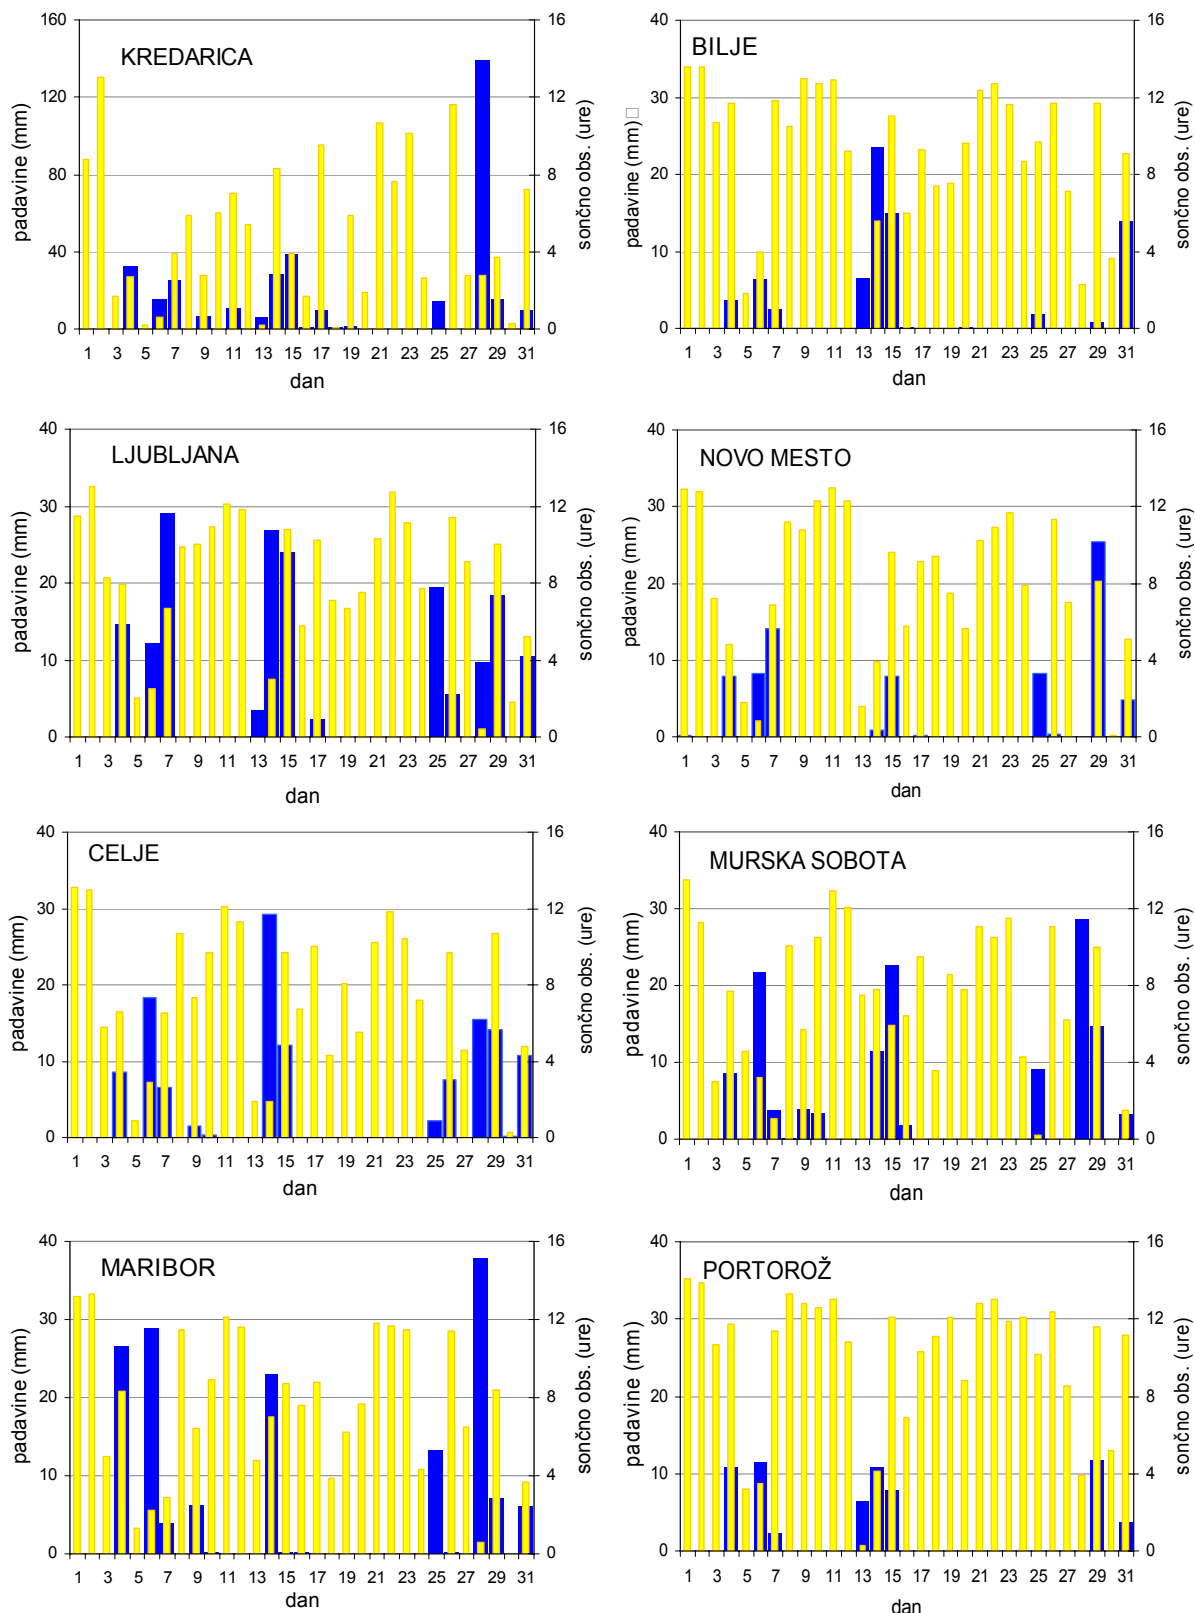 KREDARICA
padavine (mm)
sončno obs. (ure)
160
120
80
40
0
16
12
8
4
0
1 3 5 7 9 11 13 15 17 19 21 23 25 27 29 31
dan
BILJE
padavine (mm)□
sončno obs. (ure)
40
30
20
10
0
16
12
8
4
0
1 3 5 7 9 11 13 15 17 19 21 23 25 27 29 31
dan
LJUBLJANA
padavine (mm)
sončno obs. (ure)
40
30
20
10
0
16
12
8
4
0
1 3 5 7 9 11 13 15 17 19 21 23 25 27 29 31
dan
NOVO MESTO
padavine (mm)
sončno obs. (ure)
40
30
20
10
0
16
12
8
4
0
1 3 5 7 9 11 13 15 17 19 21 23 25 27 29 31
dan
CELJE
padavine (mm)
sončno obs. (ure)
40
30
20
10
0
16
12
8
4
0
1 3 5 7 9 11 13 15 17 19 21 23 25 27 29 31
dan
MURSKA SOBOTA
padavine (mm)
sončno obs. (ure)
40
30
20
10
0
16
12
8
4
0
1 3 5 7 9 11 13 15 17 19 21 23 25 27 29 31
dan
MARIBOR
padavine (mm)
sončno obs. (ure)
40
30
20
10
0
16
12
8
4
0
1 3 5 7 9 11 13 15 17 19 21 23 25 27 29 31
dan
PORTOROŽ
padavine (mm)
sončno obs. (ure)
40
30
20
10
0
16
12
8
4
0
1 3 5 7 9 11 13 15 17 19 21 23 25 27 29 31
dan